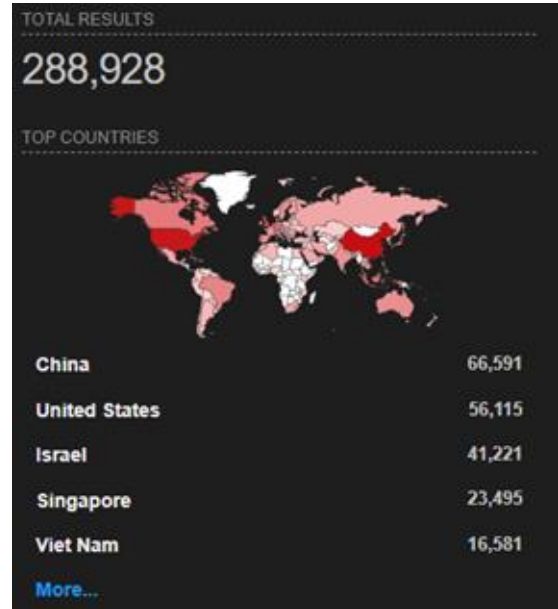 TOTAL RESULTS
288,928
TOP COUNTRIES
China 66,591
United States 56,115
Israel 41,221
Singapore 23,495
Viet Nam 16,581
More...